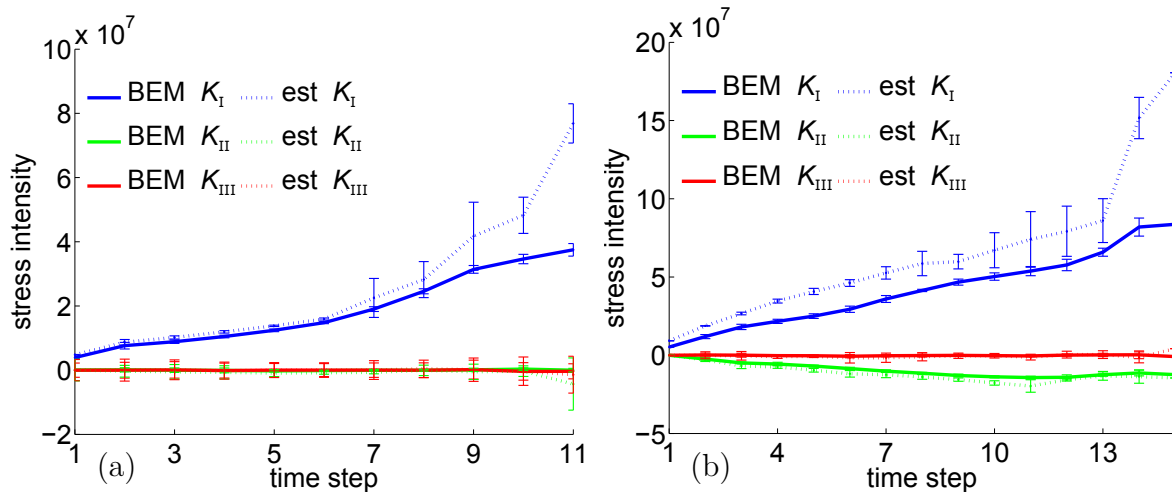 x 10^7
10
8
6
4
2
0
−2
stress intensity
BEM K_I est K_I
BEM K_II est K_II
BEM K_III est K_III
1 3 5 7 9 11
(a) time step
x 10^7
20
15
10
5
0
−5
stress intensity
BEM K_I est K_I
BEM K_II est K_II
BEM K_III est K_III
1 4 7 10 13
(b) time step